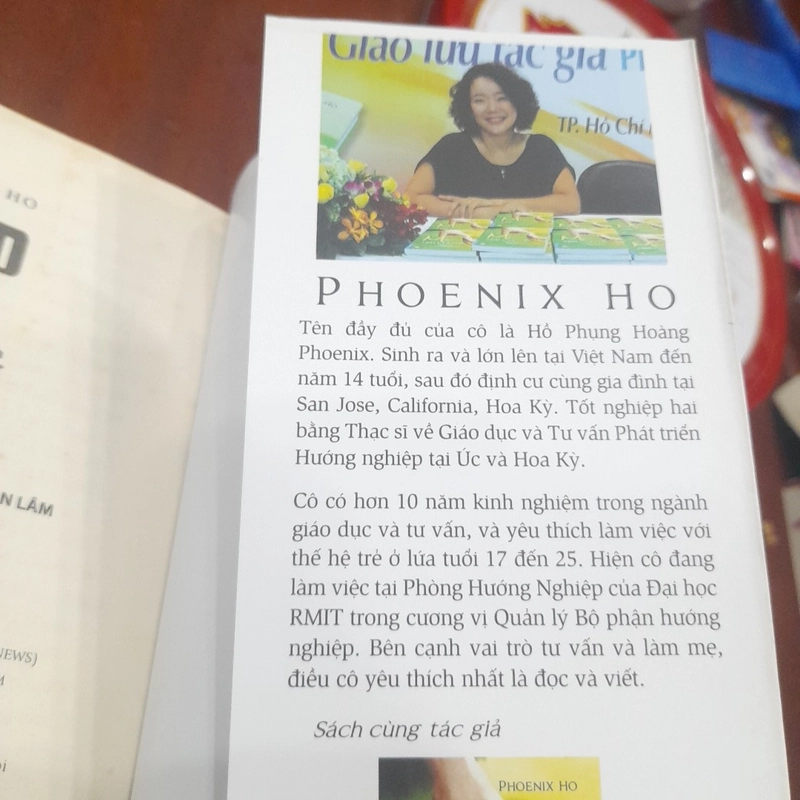 HO
N LÂM
NEWS)
Giao lưu tác giả
TP. Hồ Chí
PHOENIX HO
Tên đầy đủ của cô là Hồ Phụng Hoàng
Phoenix. Sinh ra và lớn lên tại Việt Nam đến
năm 14 tuổi, sau đó định cư cùng gia đình tại
San Jose, California, Hoa Kỳ. Tốt nghiệp hai
bằng Thạc sĩ về Giáo dục và Tư vấn Phát triển
Hướng nghiệp tại Úc và Hoa Kỳ.
Cô có hơn 10 năm kinh nghiệm trong ngành
giáo dục và tư vấn, và yêu thích làm việc với
thế hệ trẻ ở lứa tuổi 17 đến 25. Hiện cô đang
làm việc tại Phòng Hướng Nghiệp của Đại học
RMIT trong cương vị Quản lý Bộ phận hướng
nghiệp. Bên cạnh vai trò tư vấn và làm mẹ,
điều cô yêu thích nhất là đọc và viết.
Sách cùng tác giả
PHOENIX HO